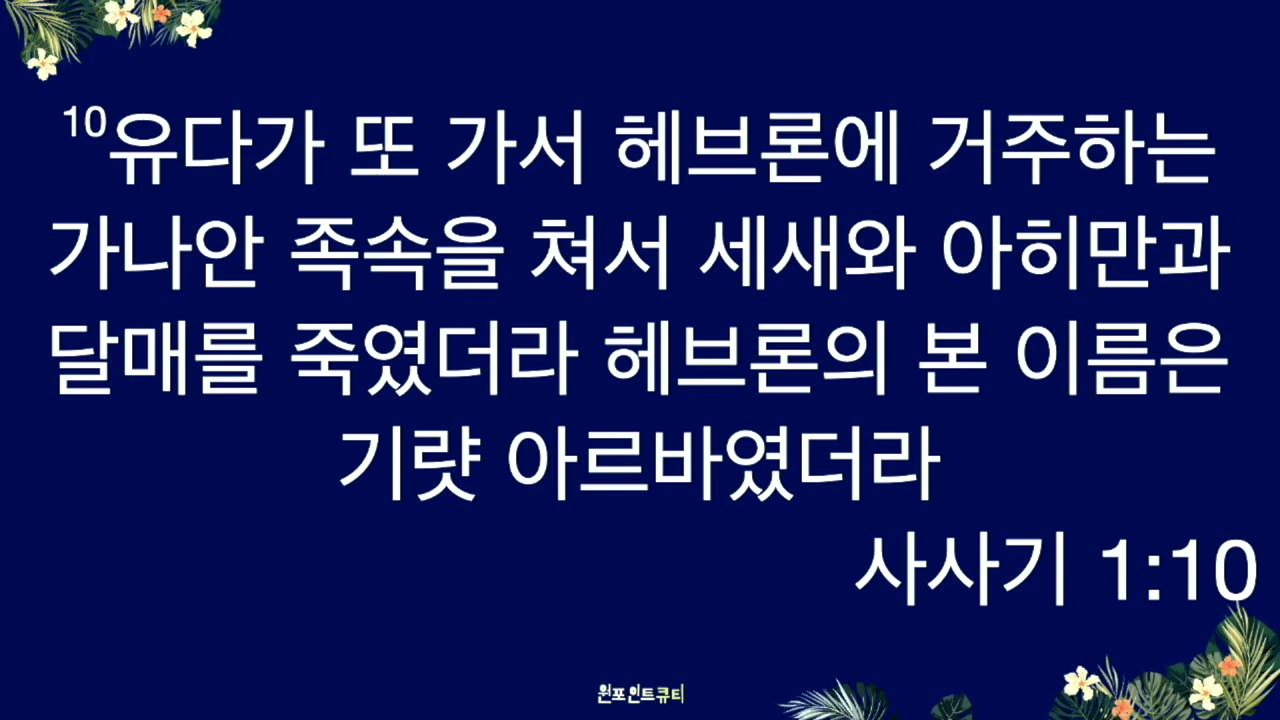 10유다가 또 가서 헤브론에 거주하는
가나안 족속을 쳐서 세새와 아히만과
달매를 죽였더라 헤브론의 본 이름은
기럇 아르바였더라
사사기 1:10
원포인트큐티